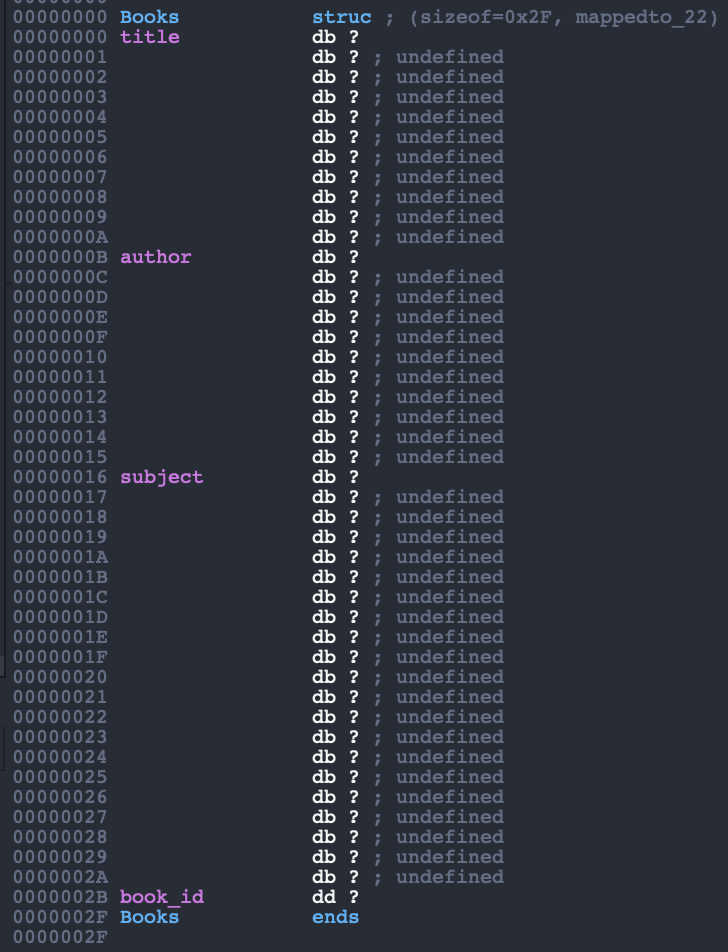 00000000 Books struc ; (sizeof=0x2F, mappedto_22)
00000000 title db ?
00000001 db ? ; undefined
00000002 db ? ; undefined
00000003 db ? ; undefined
00000004 db ? ; undefined
00000005 db ? ; undefined
00000006 db ? ; undefined
00000007 db ? ; undefined
00000008 db ? ; undefined
00000009 db ? ; undefined
0000000A db ? ; undefined
0000000B author db ?
0000000C db ? ; undefined
0000000D db ? ; undefined
0000000E db ? ; undefined
0000000F db ? ; undefined
00000010 db ? ; undefined
00000011 db ? ; undefined
00000012 db ? ; undefined
00000013 db ? ; undefined
00000014 db ? ; undefined
00000015 db ? ; undefined
00000016 subject db ?
00000017 db ? ; undefined
00000018 db ? ; undefined
00000019 db ? ; undefined
0000001A db ? ; undefined
0000001B db ? ; undefined
0000001C db ? ; undefined
0000001D db ? ; undefined
0000001E db ? ; undefined
0000001F db ? ; undefined
00000020 db ? ; undefined
00000021 db ? ; undefined
00000022 db ? ; undefined
00000023 db ? ; undefined
00000024 db ? ; undefined
00000025 db ? ; undefined
00000026 db ? ; undefined
00000027 db ? ; undefined
00000028 db ? ; undefined
00000029 db ? ; undefined
0000002A db ? ; undefined
0000002B book_id dd ?
0000002F Books ends
0000002F